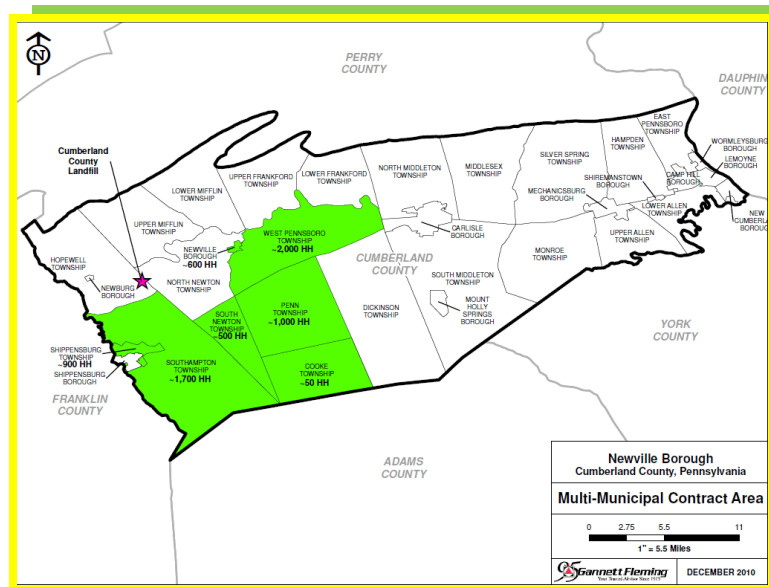 N
PERRY
COUNTY
DAUPHIN
COUNTY
Cumberland
County
Landfill
EAST
PENNSBORO
TOWNSHIP
HAMPDEN
TOWNSHIP
WORMLEYSBURG
BOROUGH
LEMOYNE
BOROUGH
SILVER SPRING
TOWNSHIP
MIDDLESEX
TOWNSHIP
NORTH MIDDLETON
TOWNSHIP
LOWER FRANKFORD
TOWNSHIP
UPPER FRANKFORD
TOWNSHIP
LOWER MIFFLIN
TOWNSHIP
SHIREMANSTOWN
BOROUGH
CAMP HILL
BOROUGH
MECHANICSBURG
BOROUGH
LOWER ALLEN
TOWNSHIP
NEW
CUMBERL
BOROUG
UPPER MIFFLIN
TOWNSHIP
WEST PENNSBORO
TOWNSHIP
~2,000 HH
CARLISLE
BOROUGH
UPPER ALLEN
TOWNSHIP
NEWVILLE
BOROUGH
~600 HH
CUMBERLAND
COUNTY
MONROE
TOWNSHIP
HOPEWELL
TOWNSHIP
NEWBURG
BOROUGH
NORTH NEWTON
TOWNSHIP
SOUTH MIDDLETON
TOWNSHIP
MOUNT
HOLLY
SPRINGS
BOROUGH
DICKINSON
TOWNSHIP
PENN
TOWNSHIP
~1,000 HH
SOUTH
NEWTON
TOWNSHIP
~500 HH
YORK
COUNTY
SHIPPENSBURG
TOWNSHIP
~900 HH
SHIPPENSBURG
BOROUGH
SOUTHAMPTON
TOWNSHIP
~1,700 HH
COOKE
TOWNSHIP
~50 HH
FRANKLIN
COUNTY
ADAMS
COUNTY
Newville Borough
Cumberland County, Pennsylvania
Multi-Municipal Contract Area
0 2.75 5.5 11
1" = 5.5 Miles
95 Gannett Fleming
DECEMBER 2010